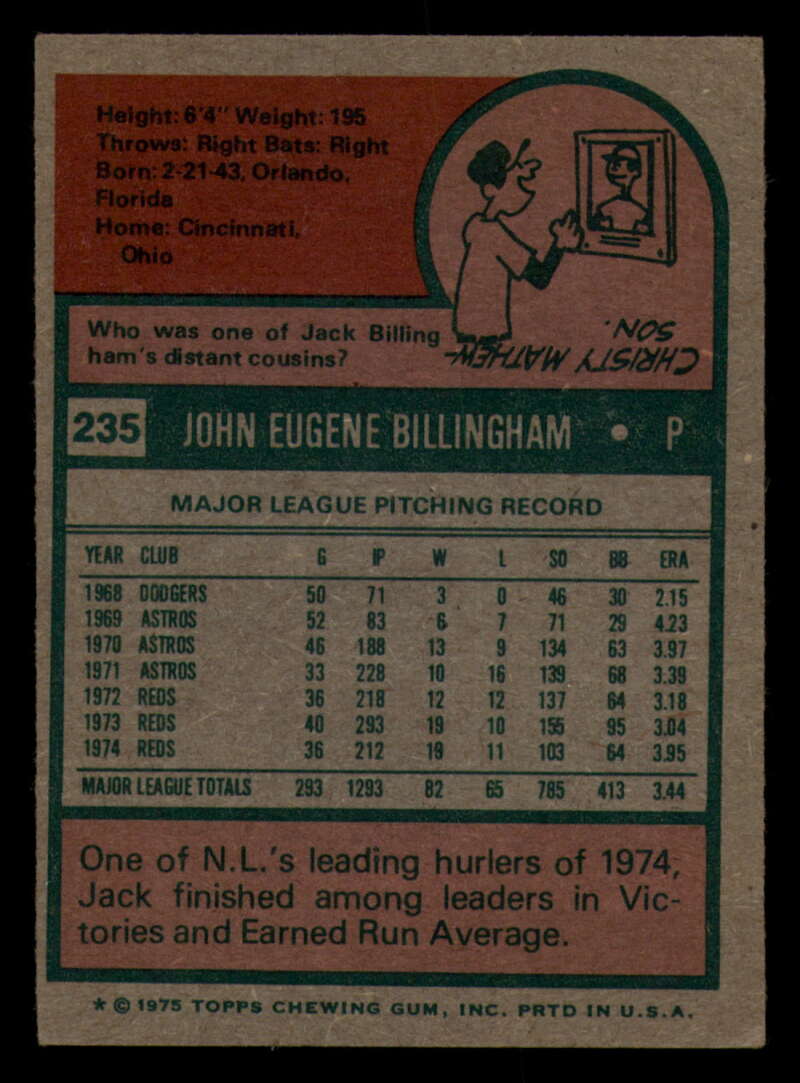 Height: 6'4" Weight: 195
Throws: Right Bats: Right
Born: 2-21-43, Orlando,
Florida
Home: Cincinnati,
Ohio
Who was one of Jack Billing
ham's distant cousins?
CHRISTY MATHEW-
SON.
235 JOHN EUGENE BILLINGHAM • P
MAJOR LEAGUE PITCHING RECORD
YEAR CLUB G IP W L SO BB ERA
1968 DODGERS 50 71 3 0 46 30 2.15
1969 ASTROS 52 83 6 7 71 29 4.23
1970 ASTROS 46 188 13 9 134 63 3.97
1971 ASTROS 33 228 10 16 139 68 3.39
1972 REDS 36 218 12 12 137 64 3.18
1973 REDS 40 293 19 10 155 95 3.04
1974 REDS 36 212 19 11 103 64 3.95
MAJOR LEAGUE TOTALS 293 1293 82 65 785 413 3.44
One of N.L.'s leading hurlers of 1974,
Jack finished among leaders in Vic-
tories and Earned Run Average.
* © 1975 TOPPS CHEWING GUM, INC. PRTD IN U.S.A.